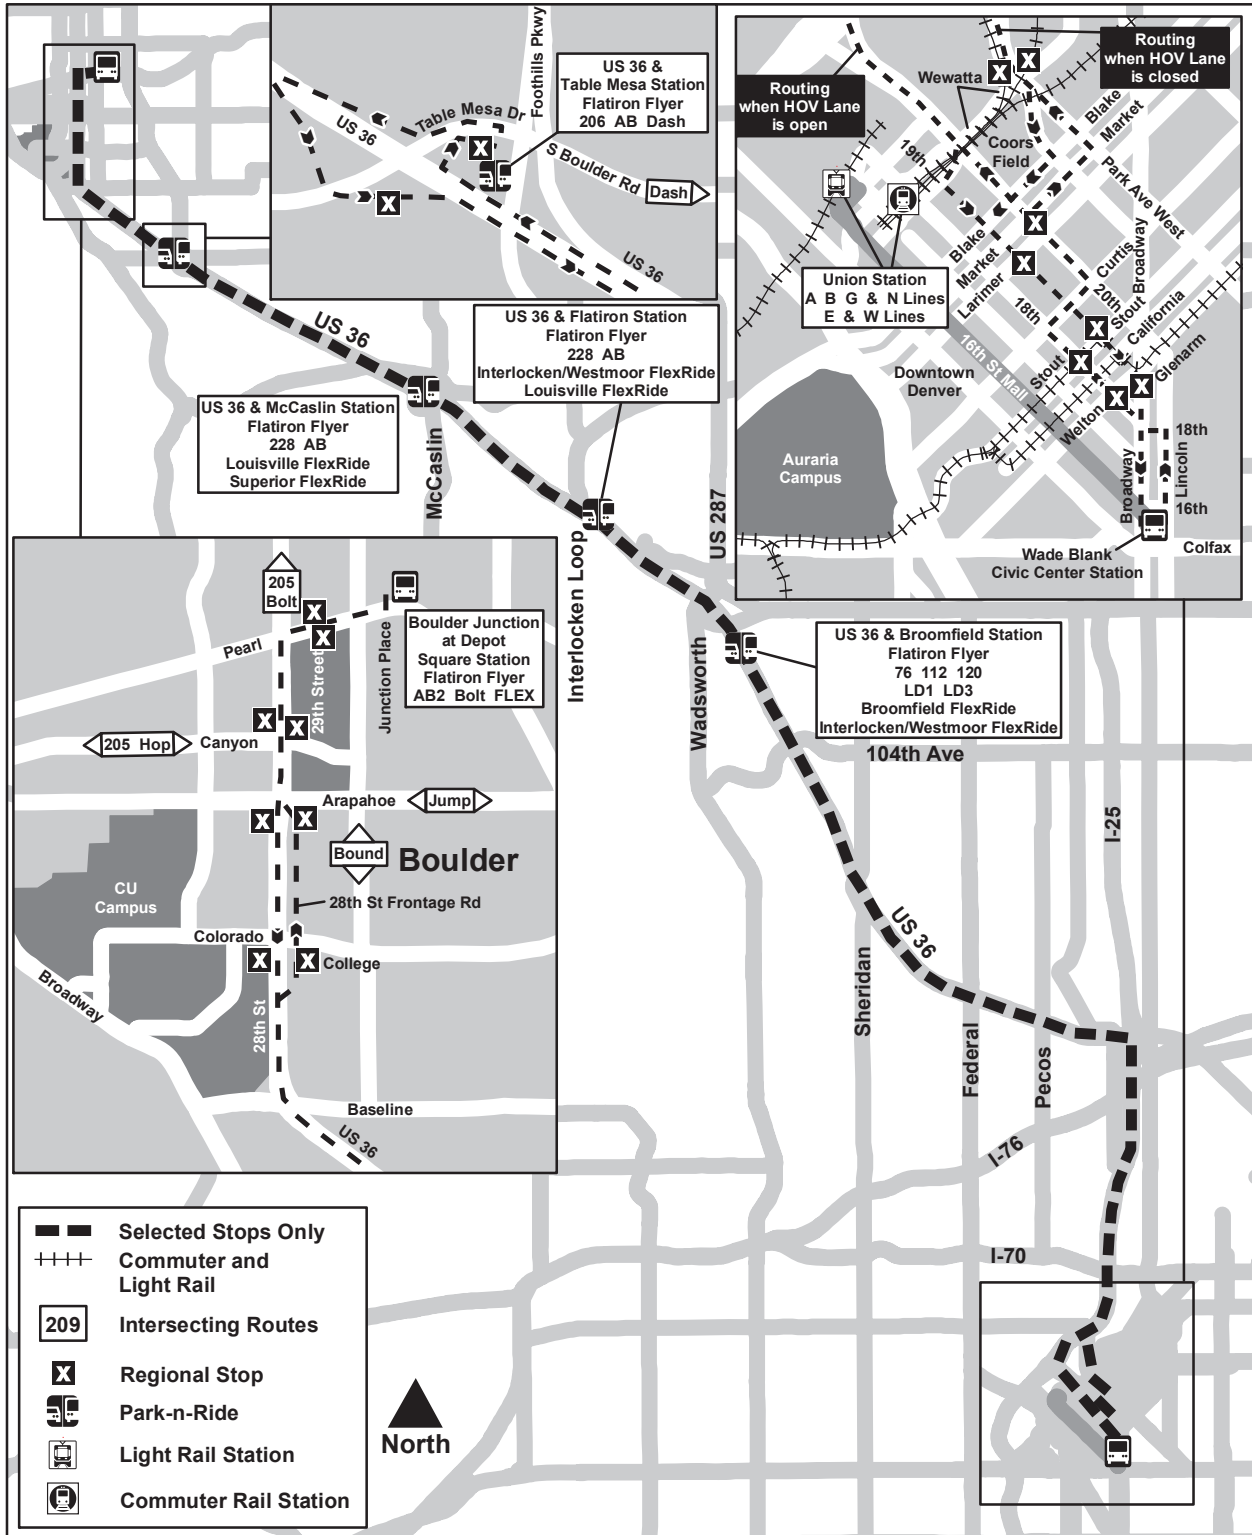 Foothills Pkwy
US 36 &
Table Mesa Station
Flatiron Flyer
206 AB Dash
Table Mesa Dr
US 36
S Boulder Rd
Dash
US 36
Routing
when HOV Lane
is closed
Wewatta
Routing
when HOV Lane
is open
Blake
Market
Coors
Field
19th
Park Ave West
Blake
Market
Larimer
Curtis
Broadway
20th
Stout
California
18th
Glenarm
Union Station
A B G & N Lines
E & W Lines
16th St Mall
Stout
Downtown
Denver
Welton
18th
Auraria
Campus
Broadway
Lincoln
16th
Wade Blank
Civic Center Station
Colfax
US 36
US 36 & Flatiron Station
Flatiron Flyer
228 AB
Interlocken/Westmoor FlexRide
Louisville FlexRide
US 36 & McCaslin Station
Flatiron Flyer
228 AB
Louisville FlexRide
Superior FlexRide
McCaslin
US 287
Interlocken Loop
Wadsworth
US 36 & Broomfield Station
Flatiron Flyer
76 112 120
LD1 LD3
Broomfield FlexRide
Interlocken/Westmoor FlexRide
104th Ave
I-25
205
Bolt
Pearl
29th Street
Junction Place
Boulder Junction
at Depot
Square Station
Flatiron Flyer
AB2 Bolt FLEX
205 Hop
Canyon
Arapahoe
Jump
Bound
Boulder
CU
Campus
28th St Frontage Rd
Colorado
College
Broadway
28th St
Baseline
US 36
US 36
Sheridan
Federal
Pecos
I-76
I-70
Selected Stops Only
Commuter and
Light Rail
209
Intersecting Routes
X
Regional Stop
Park-n-Ride
Light Rail Station
Commuter Rail Station
North